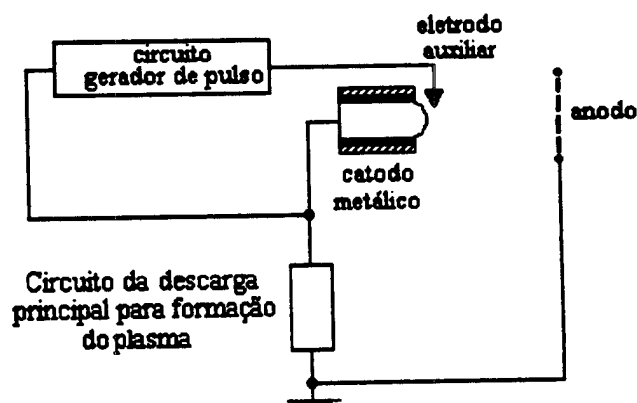 eletrodo
auxiliar
circuito
gerador de pulso
anodo
catodo
metálico
Circuito da descarga
principal para formação
do plasma